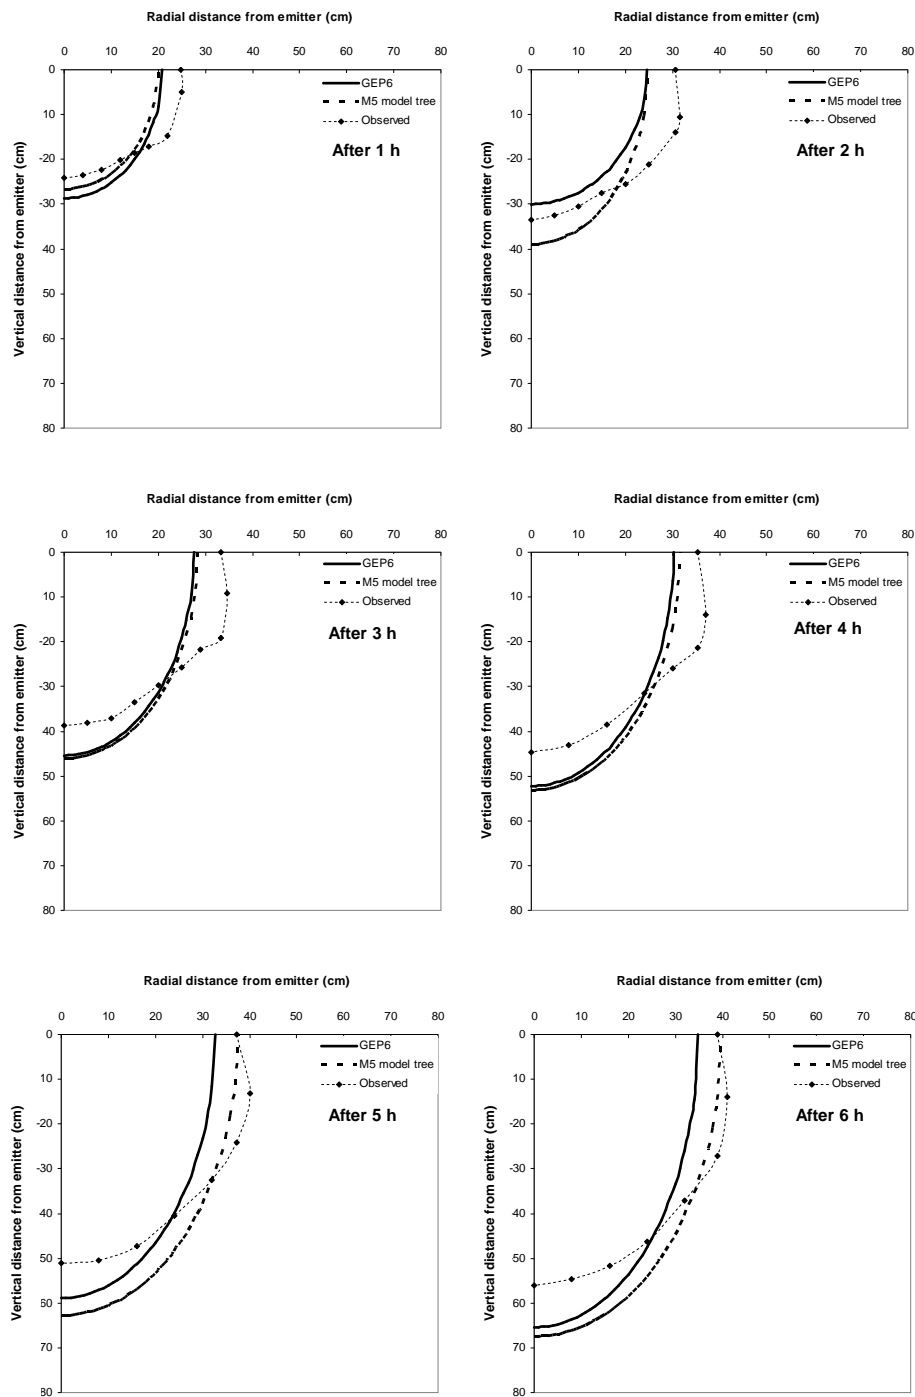 Radial distance from emitter (cm)
0 10 20 30 40 50 60 70 80
Vertical distance from emitter (cm)
0
10
-20
-30
40
50
60
70
80
GEP6
M5 model tree
Observed
After 1 h
Radial distance from emitter (cm)
0 10 20 30 40 50 60 70 80
Vertical distance from emitter (cm)
0
10
-20
-30
40
50
60
70
80
GEP6
M5 model tree
Observed
After 2 h
Radial distance from emitter (cm)
0 10 20 30 40 50 60 70 80
Vertical distance from emitter (cm)
0
10
-20
-30
40
50
60
70
80
GEP6
M5 model tree
Observed
After 3 h
Radial distance from emitter (cm)
0 10 20 30 40 50 60 70 80
Vertical distance from emitter (cm)
0
10
-20
-30
40
50
60
70
80
GEP6
M5 model tree
Observed
After 4 h
Radial distance from emitter (cm)
0 10 20 30 40 50 60 70 80
Vertical distance from emitter (cm)
0
10
-20
-30
40
50
60
70
80
GEP6
M5 model tree
Observed
After 5 h
Radial distance from emitter (cm)
0 10 20 30 40 50 60 70 80
Vertical distance from emitter (cm)
0
10
-20
-30
40
50
60
70
80
GEP6
M5 model tree
Observed
After 6 h